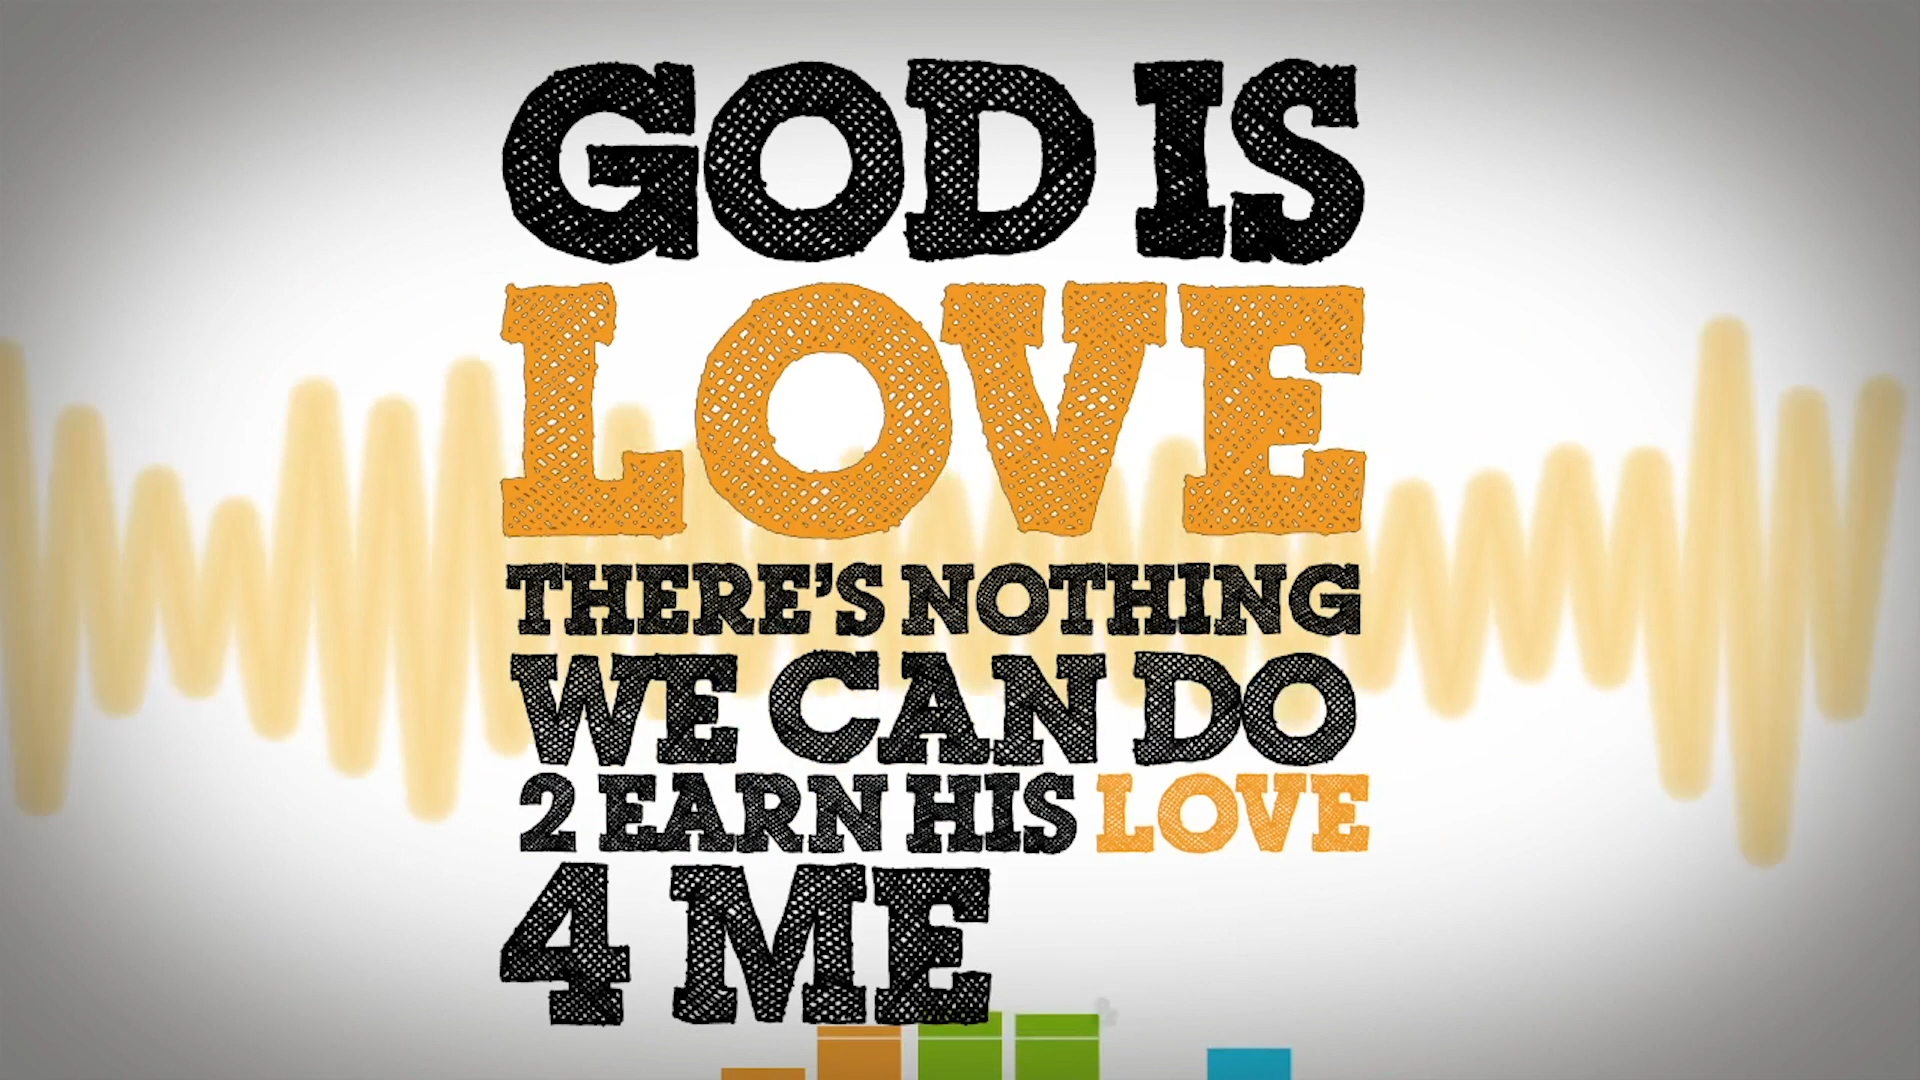 GOD IS
LOVE
THERE'S NOTHING
WE CAN DO
2 EARN HIS LOVE
4 ME